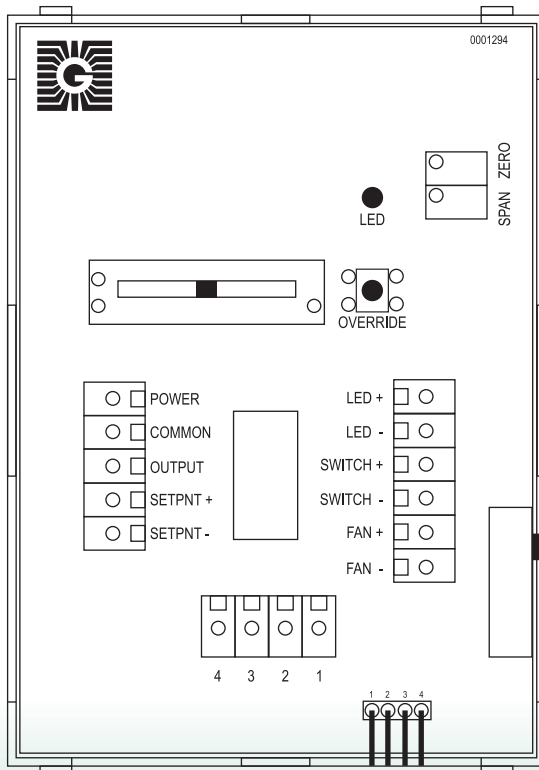 0001294
G
ZERO
SPAN
LED
OVERRIDE
POWER
COMMON
OUTPUT
SETPNT +
SETPNT -
LED +
LED -
SWITCH +
SWITCH -
FAN +
FAN -
4 3 2 1
1 2 3 4